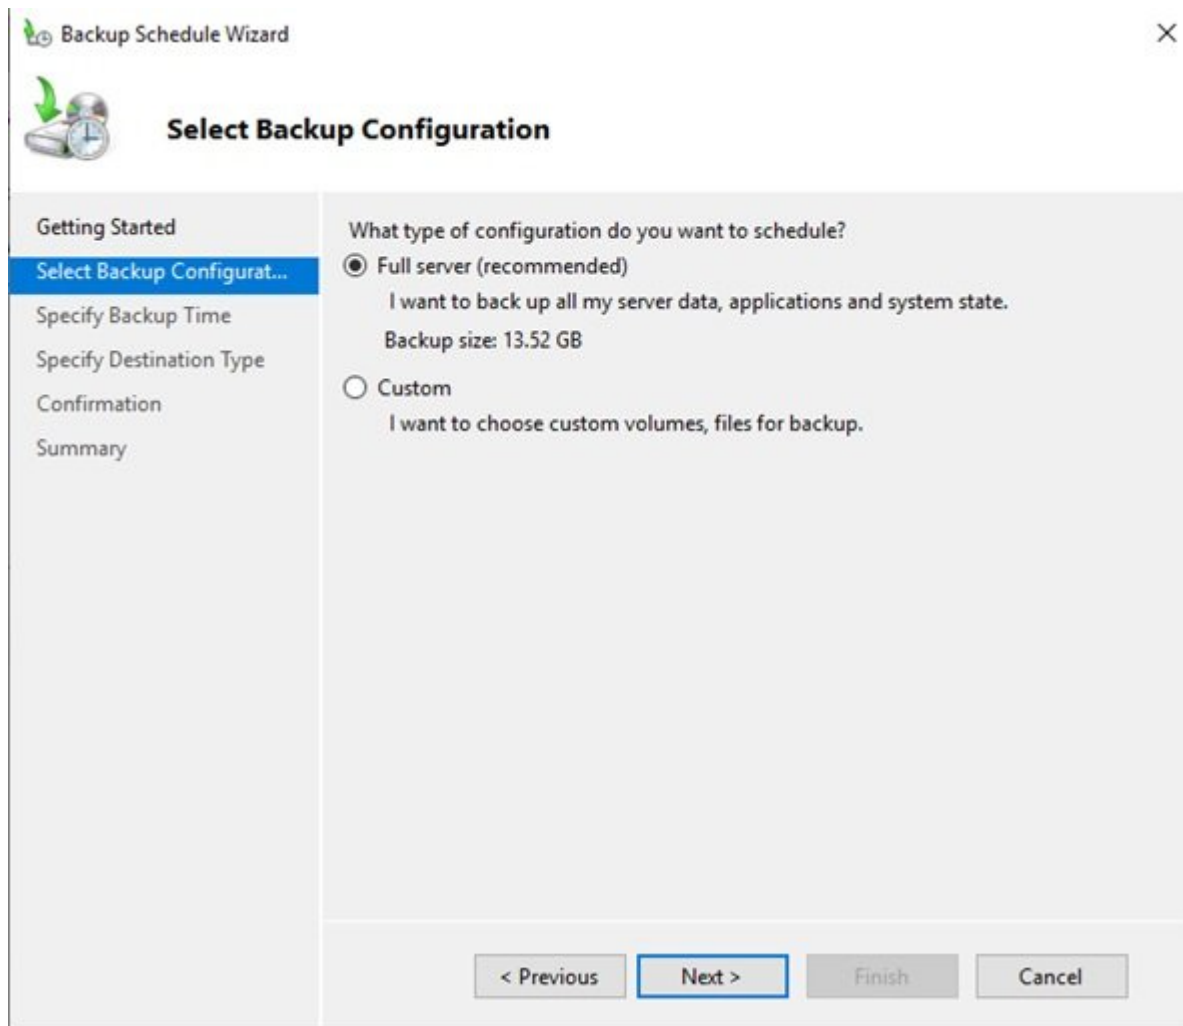 Backup Schedule Wizard
Select Backup Configuration
Getting Started
Select Backup Configurat...
Specify Backup Time
Specify Destination Type
Confirmation
Summary
What type of configuration do you want to schedule?
Full server (recommended)
I want to back up all my server data, applications and system state.
Backup size: 13.52 GB
Custom
I want to choose custom volumes, files for backup.
< Previous
Next >
Finish
Cancel